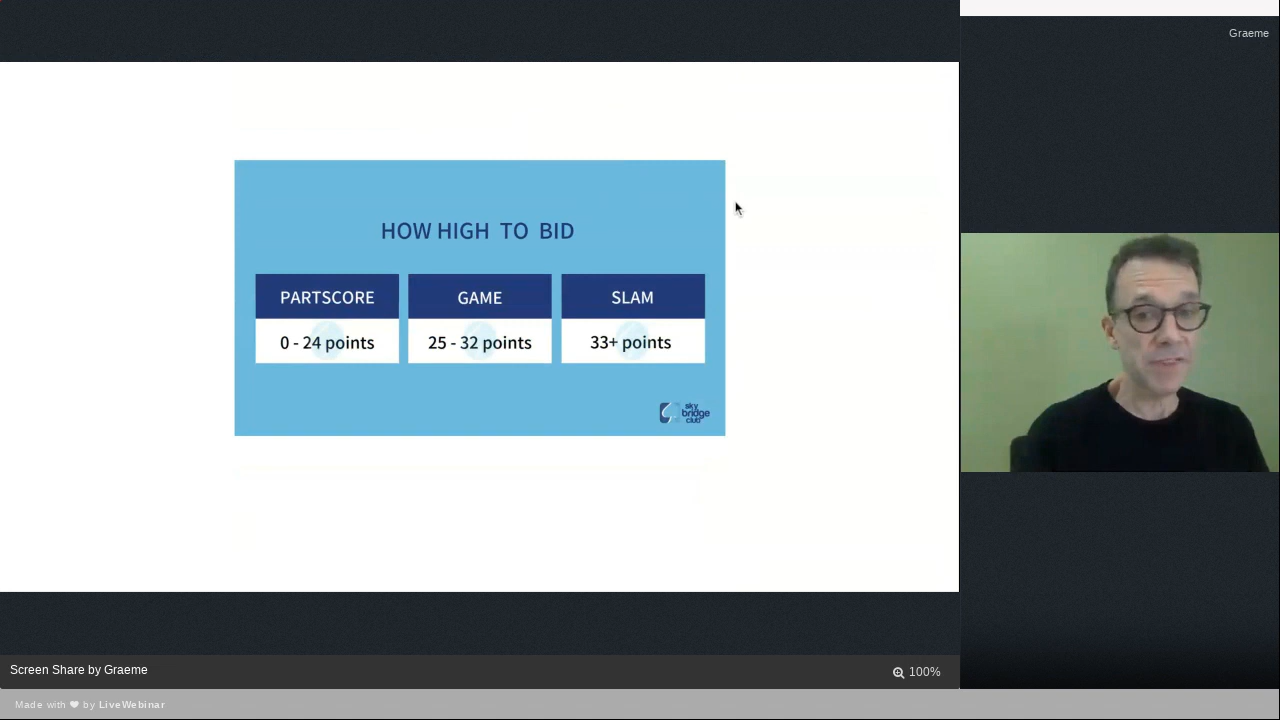 Graeme
HOW HIGH TO BID
PARTSCORE
GAME
SLAM
0 - 24 points
25 - 32 points
33+ points
sky
bridge
club
Screen Share by Graeme
100%
Made with ❤ by LiveWebinar